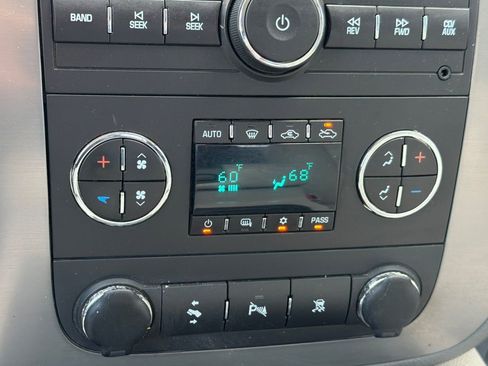 BAND
SEEK
SEEK
REV
FWD
CD/
AUX
AUTO
60°F
68°F
PASS